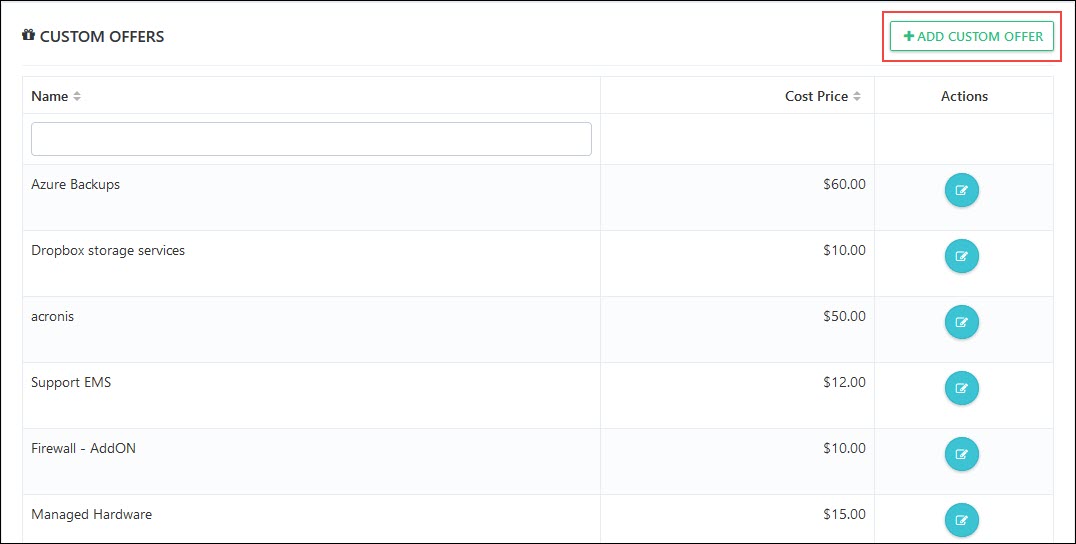 CUSTOM OFFERS
ADD CUSTOM OFFER
Name Cost Price Actions
Azure Backups $60.00
Dropbox storage services $10.00
acronis $50.00
Support EMS $12.00
Firewall - AddON $10.00
Managed Hardware $15.00